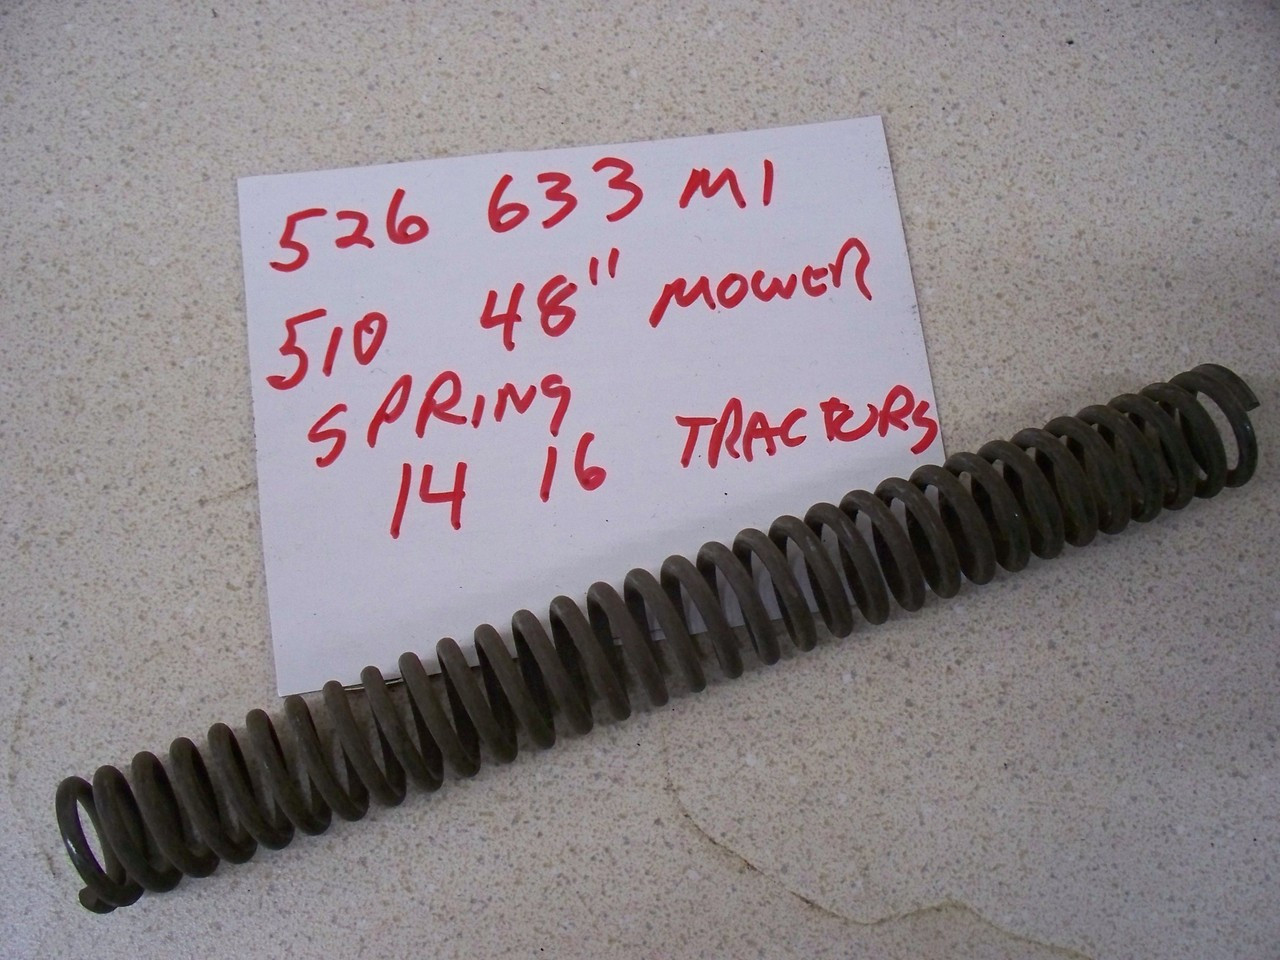 526 633 M1
510 48" MOWER
SPRING
14 16 TRACTORS